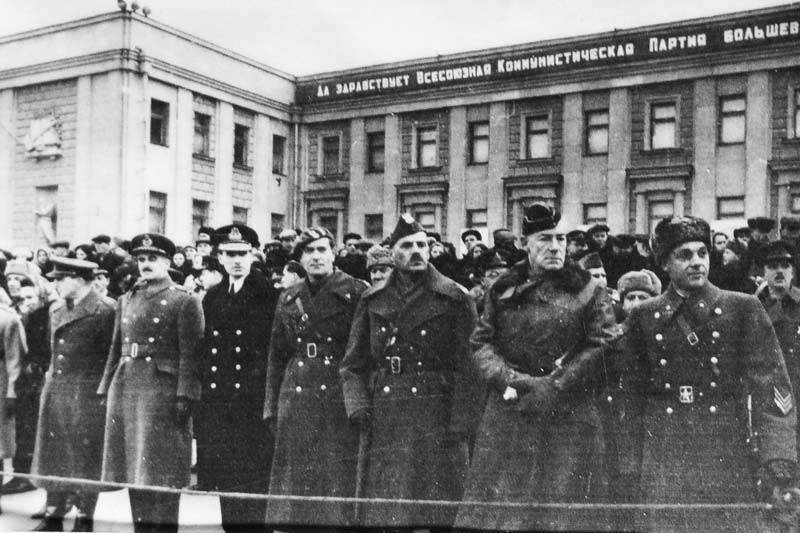 Да здравствует Всесоюзная Коммунистическая Партия большев